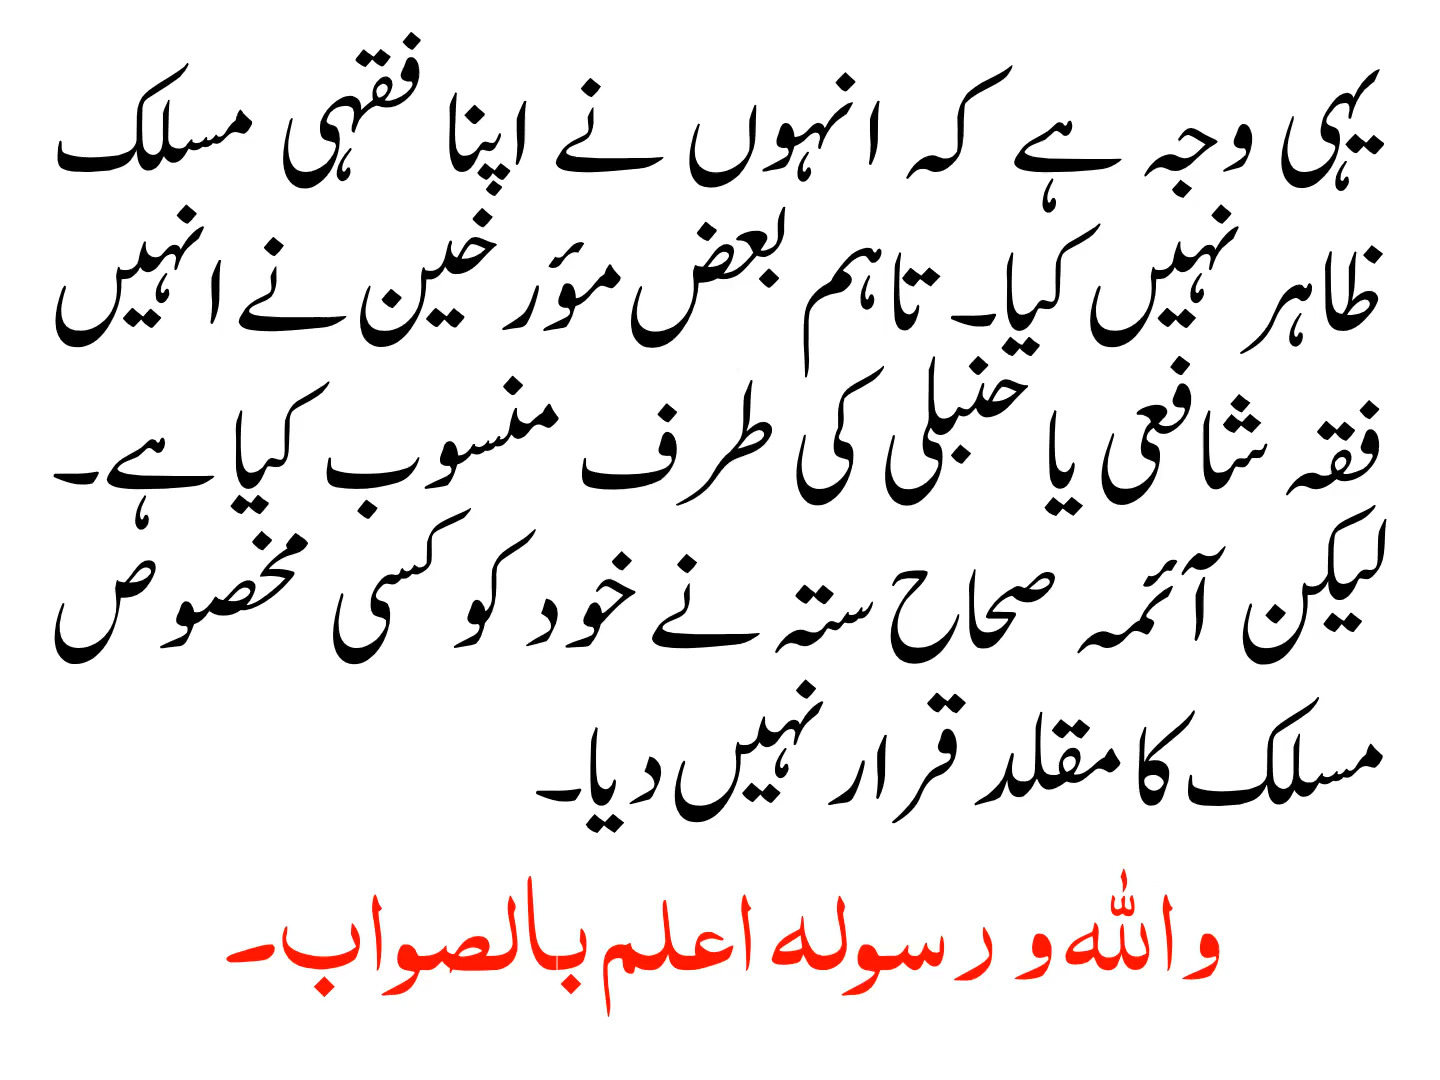 یہی وجہ ہے کہ انہوں نے اپنا فقہی مسلک
ظاہر نہیں کیا۔ تاہم بعض مؤرخین نے انہیں
فقہ شافعی یا حنبلی کی طرف منسوب کیا ہے۔
لیکن آئمہ صحاح ستہ نے خود کو کسی مخصوص
مسلک کا مقلد قرار نہیں دیا۔
واللہ و رسولہ اعلم بالصواب۔